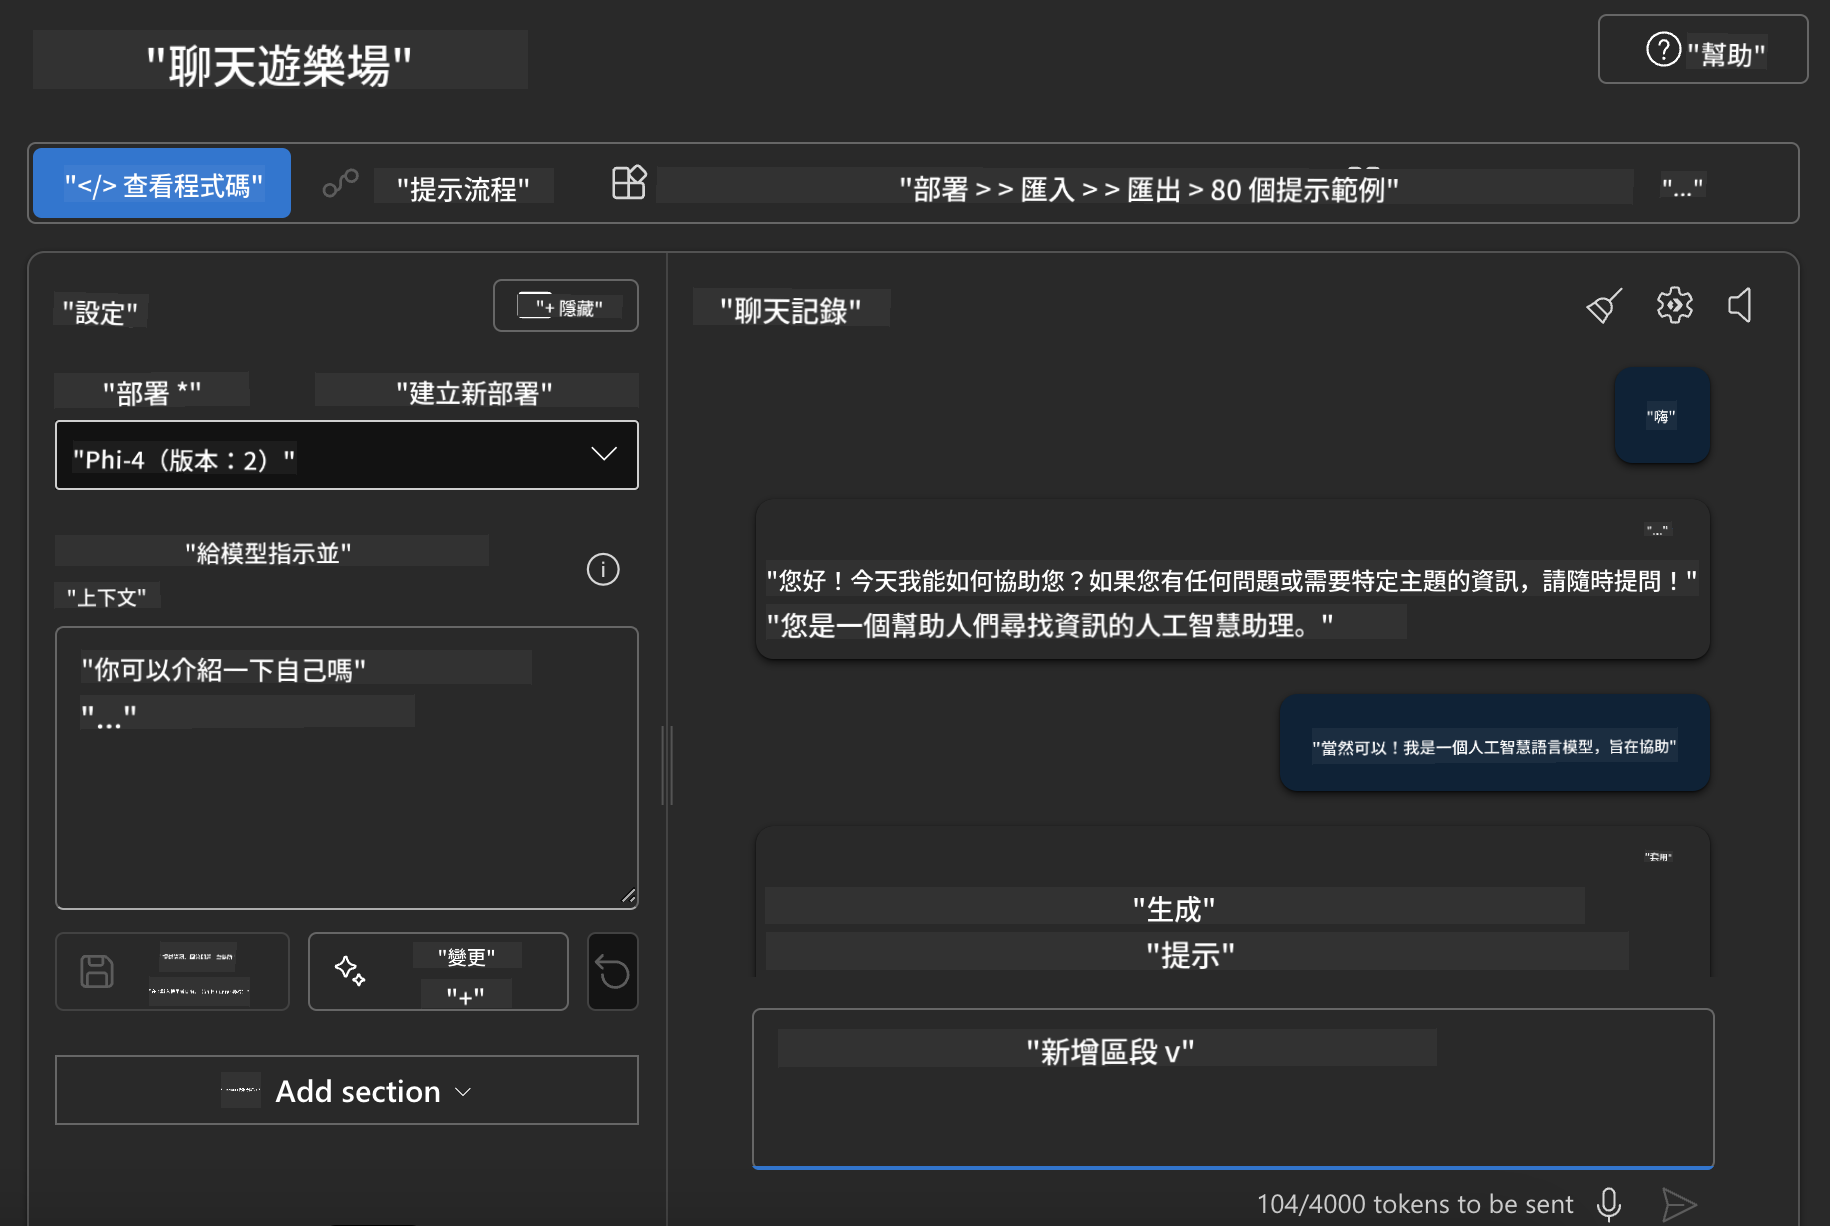 "聊天遊樂場"
"幫助"
"</> 查看程式碼"
"提示流程"
"部署 > > 匯入 > > 匯出 > 80 個提示範例"
"..."
"設定"
"+ 隱藏"
"部署 *"
"建立新部署"
"Phi-4（版本：2）"
"給模型指示並"
"上下文"
"你可以介紹一下自己嗎"
"..."
"變更"
"+"
Add section
"聊天記錄"
"嗨"
"..."
"您好！今天我能如何協助您？如果您有任何問題或需要特定主題的資訊，請隨時提問！"
"您是一個幫助人們尋找資訊的人工智慧助理。"
"當然可以！我是一個人工智慧語言模型，旨在協助"
"套用"
"生成"
"提示"
"新增區段 v"
104/4000 tokens to be sent